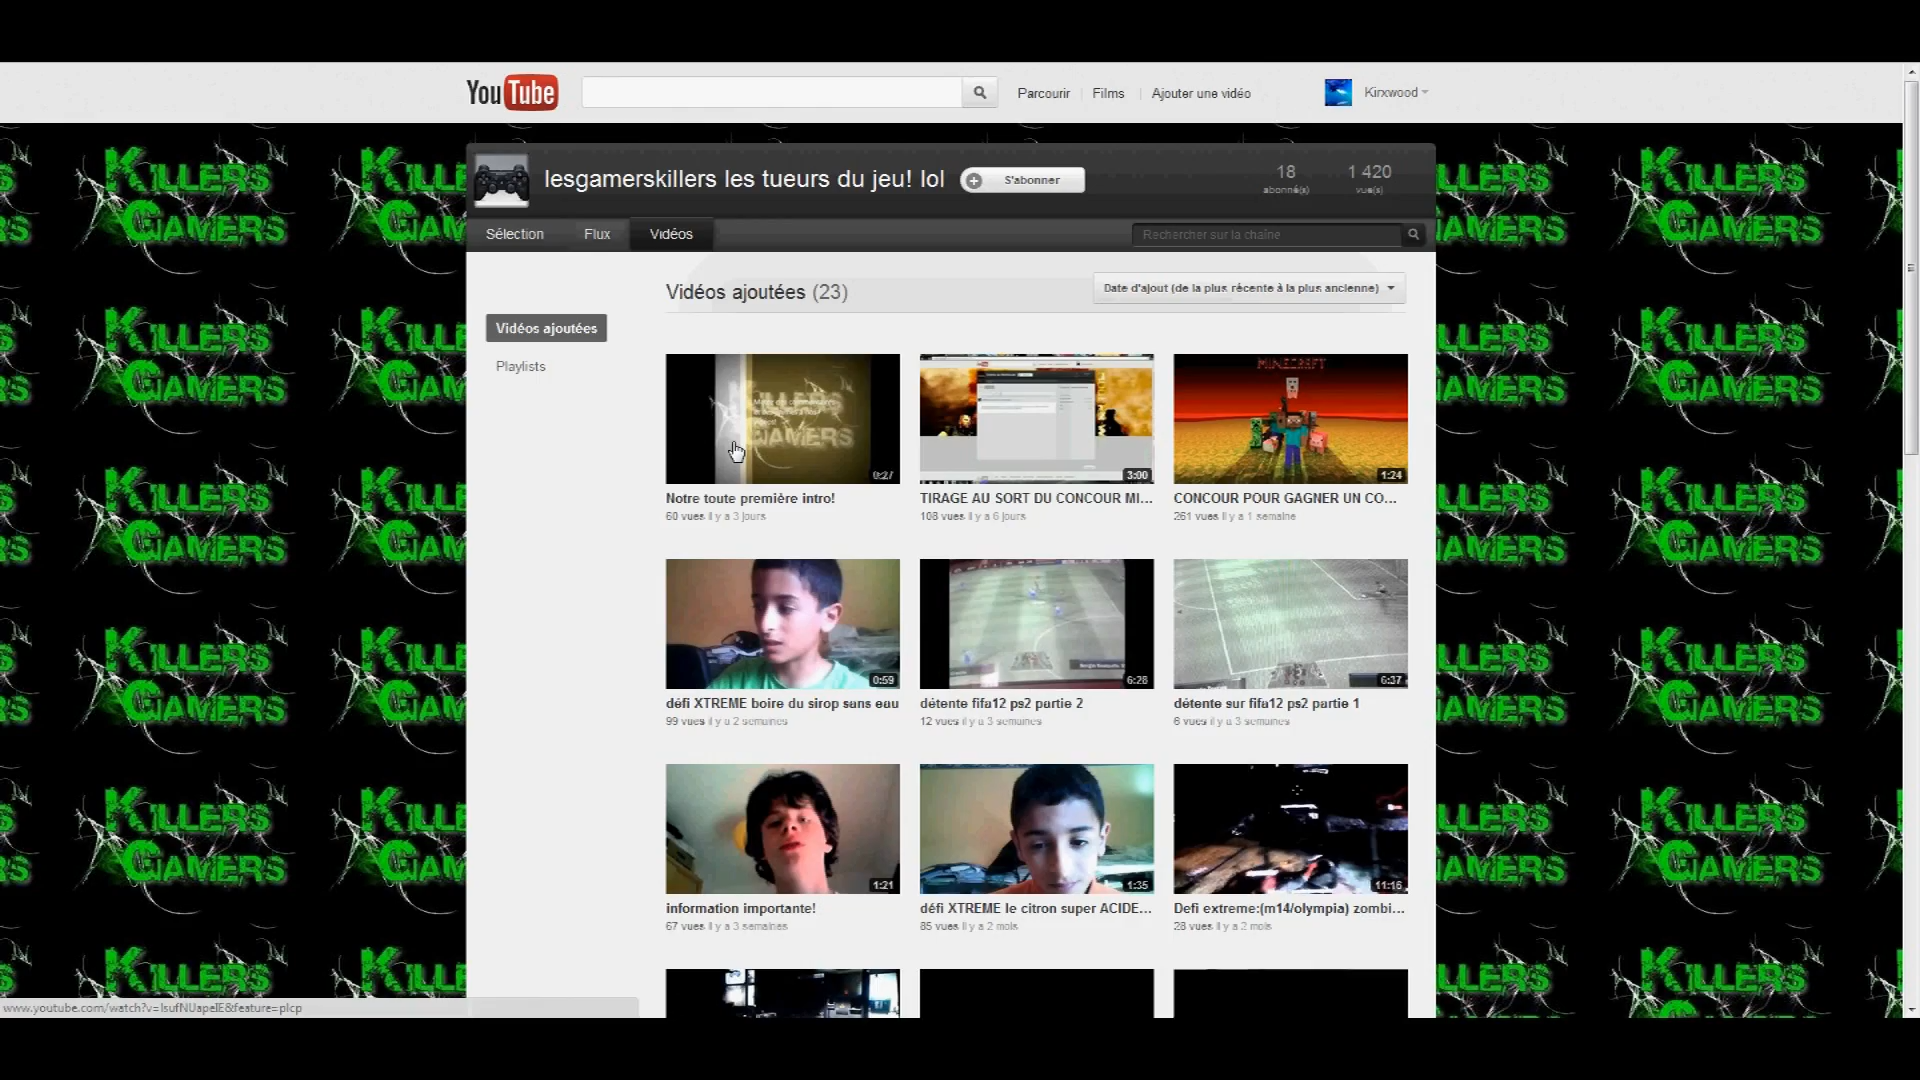 YouTube
Parcourir
Films
Ajouter une vidéo
Kirxwood
lesgamerskillers les tueurs du jeu! lol
S'abonner
18
abonné(s)
1 420
vue(s)
Sélection
Flux
Vidéos
Rechercher sur la chaîne
Vidéos ajoutées (23)
Date d'ajout (de la plus récente à la plus ancienne)
Vidéos ajoutées
Playlists
KILLERS
GAMERS
GAMERS
0:27
Notre toute première intro!
60 vues il y a 3 jours
3:00
TIRAGE AU SORT DU CONCOUR MI...
108 vues il y a 6 jours
MINECRAFT
1:24
CONCOUR POUR GAGNER UN CO...
261 vues il y a 1 semaine
0:59
défi XTREME boire du sirop sans eau
99 vues il y a 2 semaines
6:28
détente fifa12 ps2 partie 2
12 vues il y a 3 semaines
6:37
détente sur fifa12 ps2 partie 1
6 vues il y a 3 semaines
1:21
information importante!
67 vues il y a 3 semaines
1:35
défi XTREME le citron super ACIDE...
85 vues il y a 2 mois
11:16
Defi extreme:(m14/olympia) zombi...
28 vues il y a 2 mois